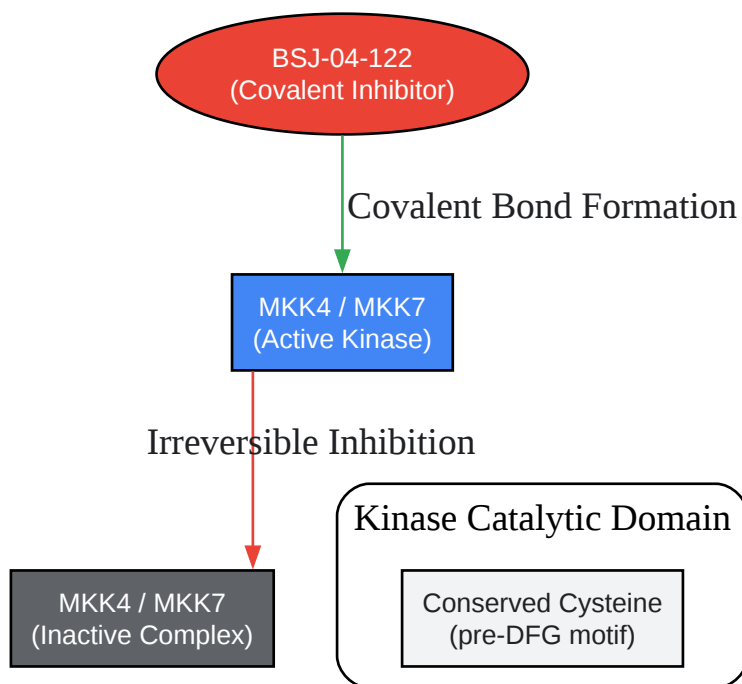 BSJ-04-122
(Covalent Inhibitor)
Covalent Bond Formation
MKK4 / MKK7
(Active Kinase)
Irreversible Inhibition
Kinase Catalytic Domain
MKK4 / MKK7
(Inactive Complex)
Conserved Cysteine
(pre-DFG motif)